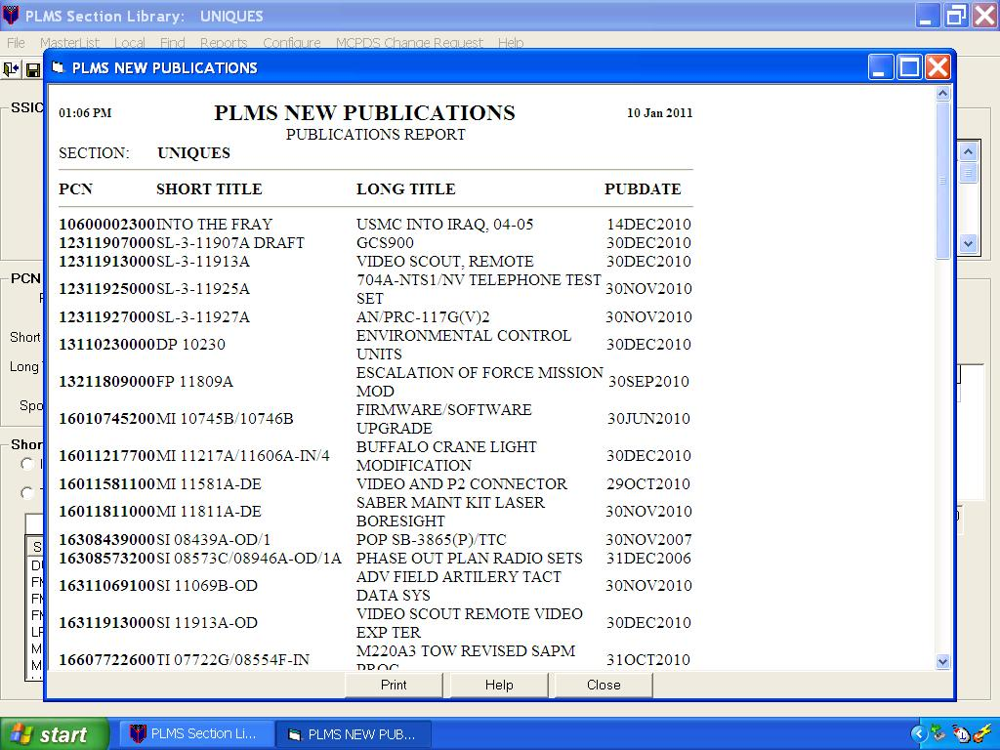 PLMS Section Library: UNIQUES
File MasterList Local Find Reports Configure MCPDS Change Request Help
PLMS NEW PUBLICATIONS
01:06 PM PLMS NEW PUBLICATIONS 10 Jan 2011
PUBLICATIONS REPORT
SECTION: UNIQUES
PCN SHORT TITLE LONG TITLE PUBDATE
10600002300 INTO THE FRAY USMC INTO IRAQ, 04-05 14DEC2010
12311907000 SL-3-11907A DRAFT GCS900 30DEC2010
12311913000 SL-3-11913A VIDEO SCOUT, REMOTE 30DEC2010
12311925000 SL-3-11925A 704A-NTS1/NV TELEPHONE TEST 30NOV2010
SET
12311927000 SL-3-11927A AN/PRC-117G(V)2 30NOV2010
13110230000 DP 10230 ENVIRONMENTAL CONTROL 30DEC2010
UNITS
13211809000 FP 11809A ESCALATION OF FORCE MISSION 30SEP2010
MOD
16010745200 MI 10745B/10746B FIRMWARE/SOFTWARE 30JUN2010
UPGRADE
16011217700 MI 11217A/11606A-IN/4 BUFFALO CRANE LIGHT 30DEC2010
MODIFICATION
16011581100 MI 11581A-DE VIDEO AND P2 CONNECTOR 29OCT2010
16011811000 MI 11811A-DE SABER MAINT KIT LASER 30NOV2010
BORESIGHT
16308439000 SI 08439A-OD/1 POP SB-3865(P)/TTC 30NOV2007
16308573200 SI 08573C/08946A-OD/1A PHASE OUT PLAN RADIO SETS 31DEC2006
16311069100 SI 11069B-OD ADV FIELD ARTILERY TACT 30NOV2010
DATA SYS
16311913000 SI 11913A-OD VIDEO SCOUT REMOTE VIDEO 30DEC2010
EXP TER
16607722600 TI 07722G/08554F-IN M220A3 TOW REVISED SAPM 31OCT2010
PROC
Print Help Close
SSIC
PCN
Short
Long
Spo
Shor
start PLMS Section Li... PLMS NEW PUB...